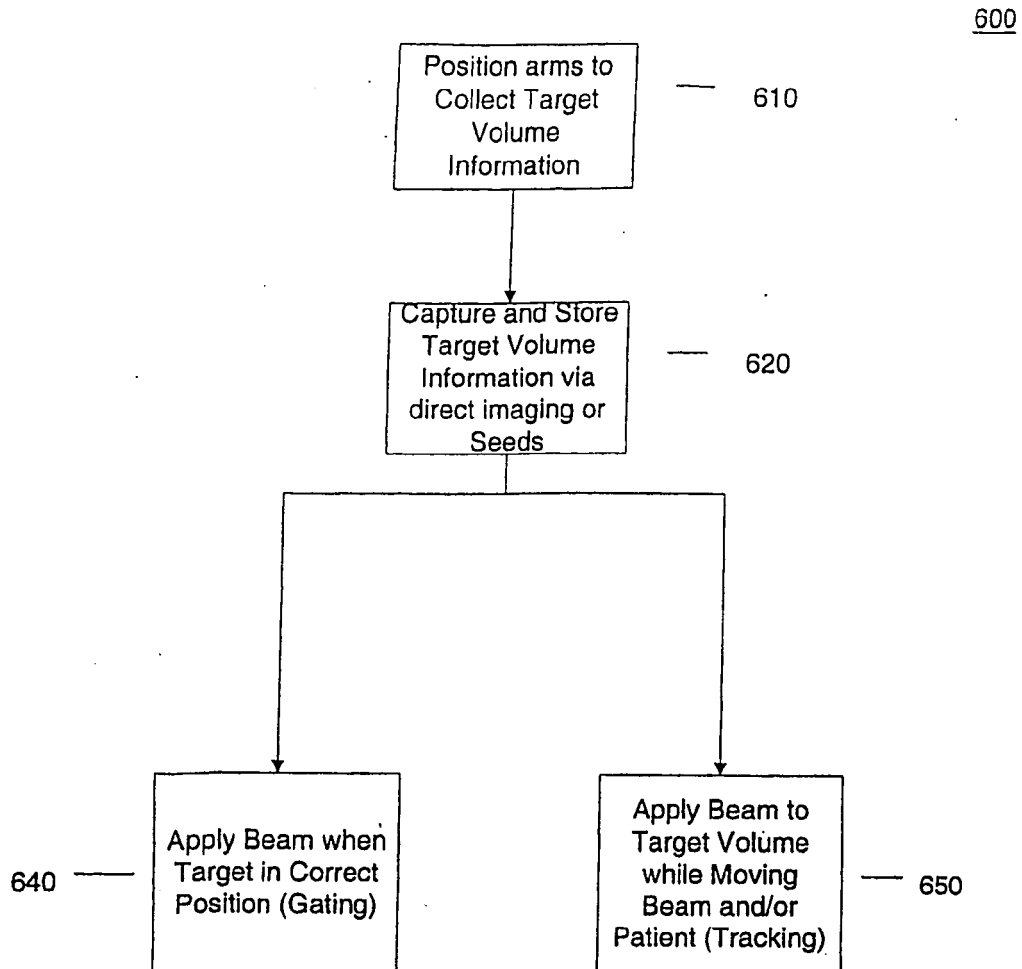 600
Position arms to
Collect Target
Volume
Information
610
Capture and Store
Target Volume
Information via
direct imaging or
Seeds
620
Apply Beam when
Target in Correct
Position (Gating)
640
Apply Beam to
Target Volume
while Moving
Beam and/or
Patient (Tracking)
650